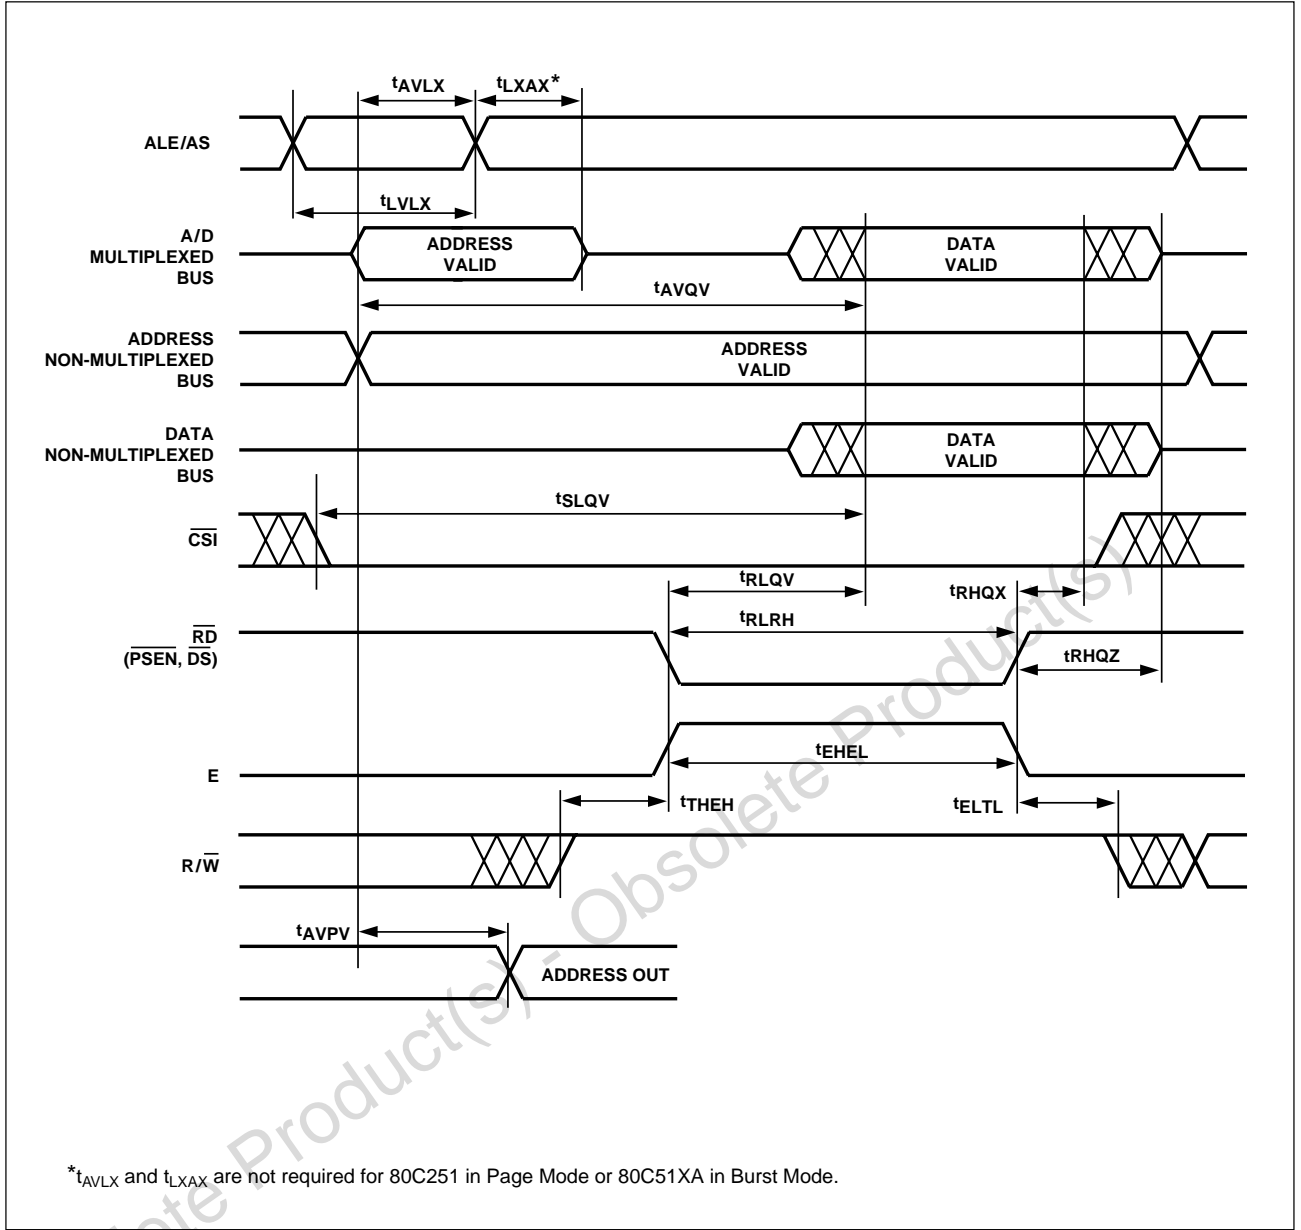 tAVLX
tLXAX*
ALE/AS
tLVLX
A/D
MULTIPLEXED
BUS
ADDRESS
VALID
DATA
VALID
tAVQV
ADDRESS
NON-MULTIPLEXED
BUS
ADDRESS
VALID
DATA
NON-MULTIPLEXED
BUS
DATA
VALID
tSLQV
CSI
tRLQV
tRHQX
tRLRH
RD
(PSEN, DS)
tRHQZ
tEHEL
E
tTHEH
tELTL
R/W
tAVPV
ADDRESS OUT
*tAVLX and tLXAX are not required for 80C251 in Page Mode or 80C51XA in Burst Mode.
lete Product(s) - Obsolete Product(s)